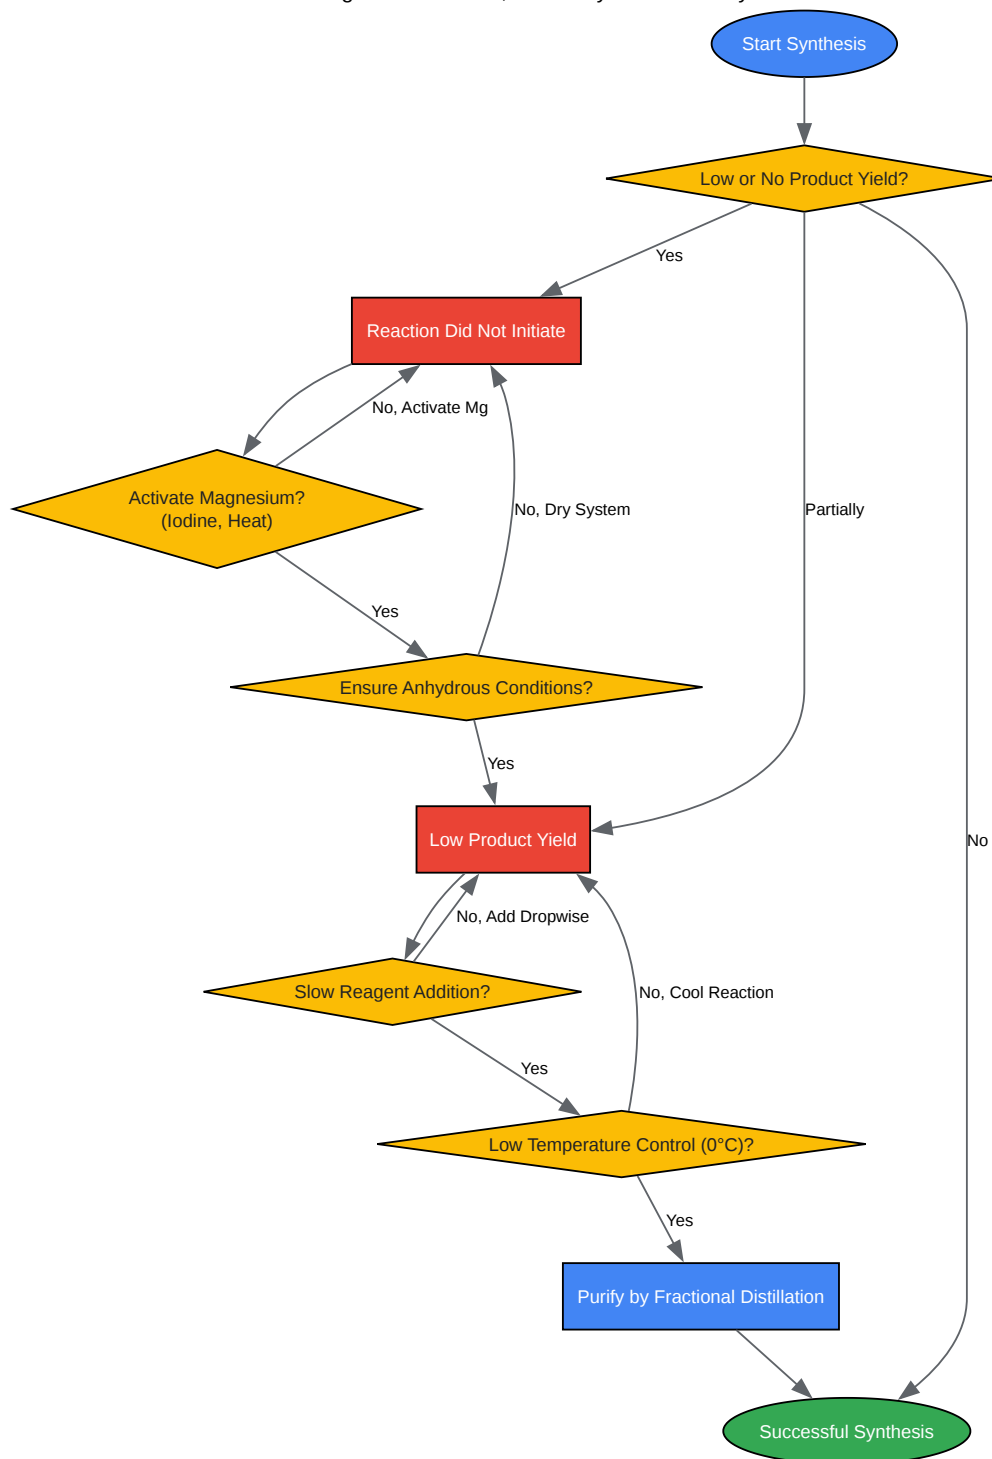 Start Synthesis
Low or No Product Yield?
Yes
Reaction Did Not Initiate
No, Activate Mg
Activate Magnesium?
(Iodine, Heat)
No, Dry System
Partially
Yes
Ensure Anhydrous Conditions?
Yes
Low Product Yield
No
No, Add Dropwise
Slow Reagent Addition?
No, Cool Reaction
Yes
Low Temperature Control (0°C)?
Yes
Purify by Fractional Distillation
Successful Synthesis